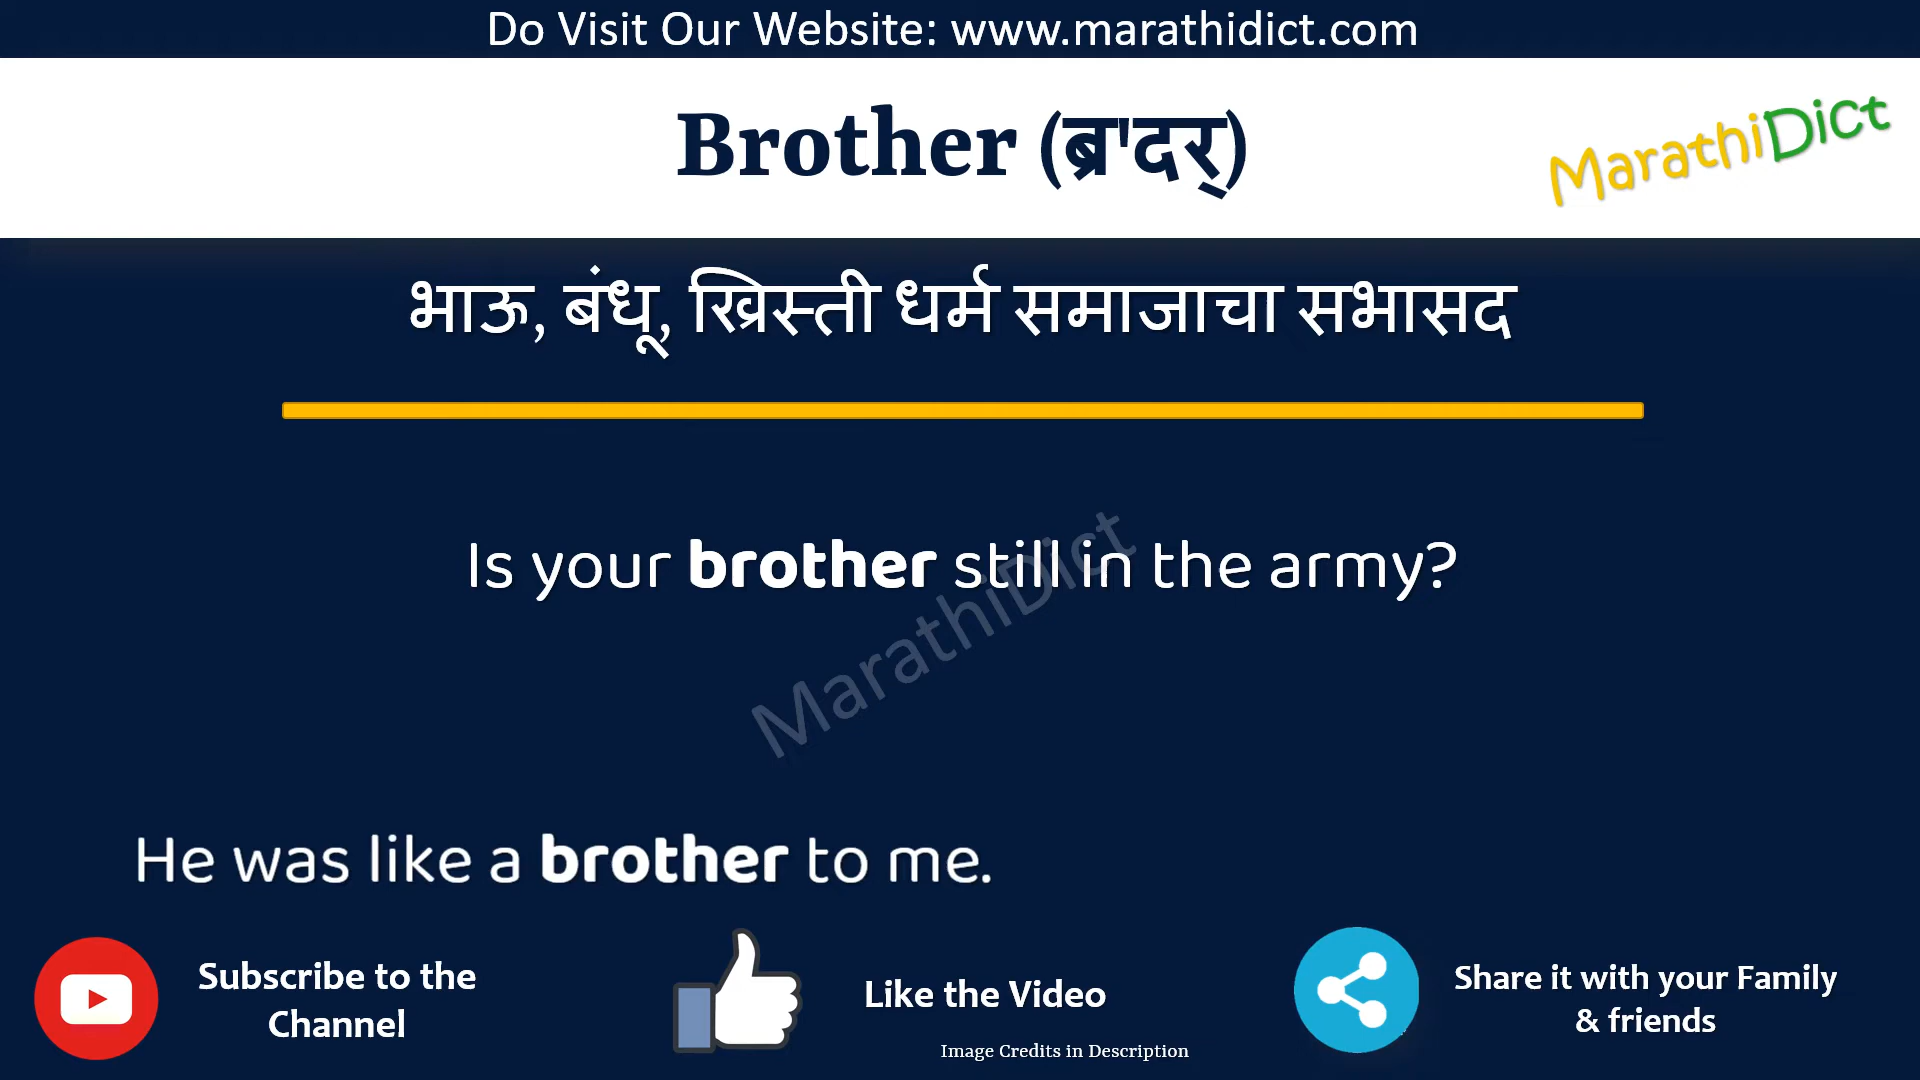 Do Visit Our Website: www.marathidict.com
Brother (ब्र'दर्)
MarathiDict
भाऊ, बंधू, ख्रिस्ती धर्म समाजाचा सभासद
Is your brother still in the army?
MarathiDict
He was like a brother to me.
Subscribe to the
Channel
Like the Video
Share it with your Family
& friends
Image Credits in Description